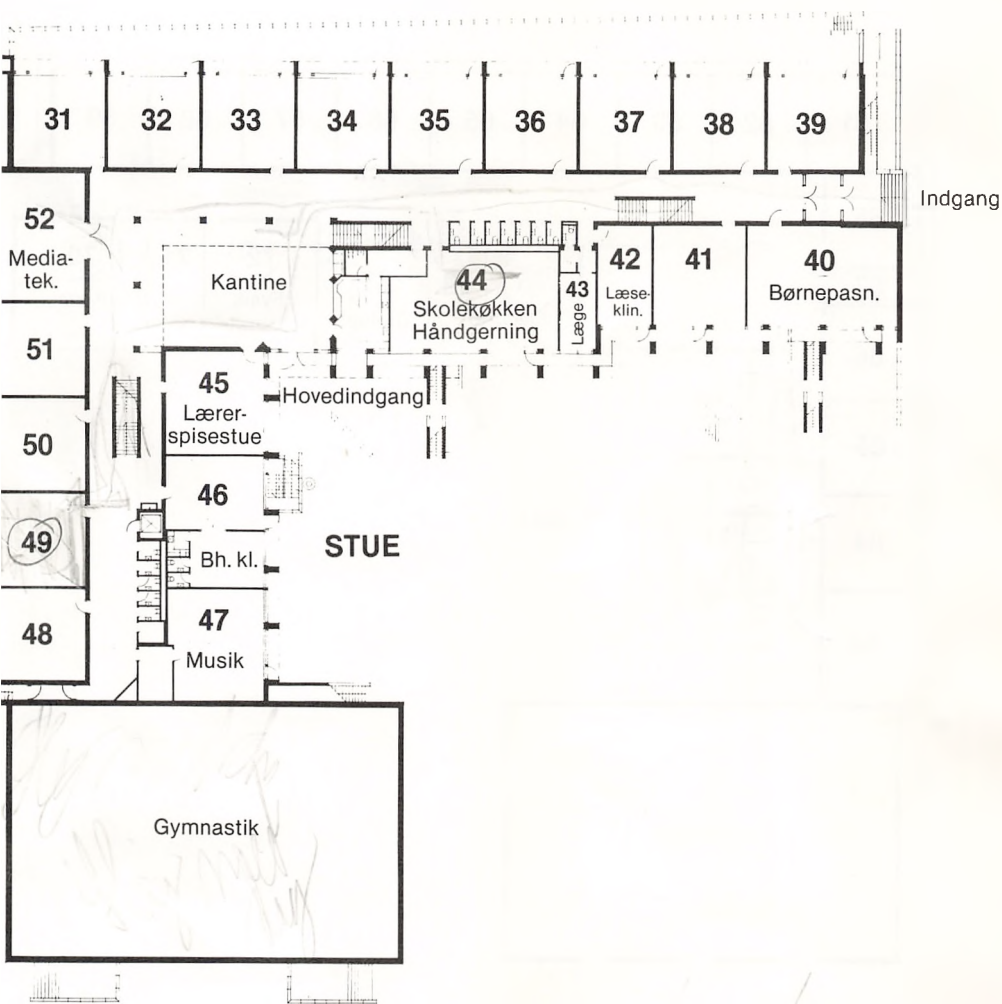 31
32
33
34
35
36
37
38
39
Indgang
52
Media-
tek.
Kantine
44
Skolekøkken
Håndgerning
43
Læge
42
Læse-
klin.
41
40
Børnepasn.
51
45
Lærer-
spisestue
Hovedindgang
50
46
49
Bh. kl.
STUE
48
47
Musik
Gymnastik